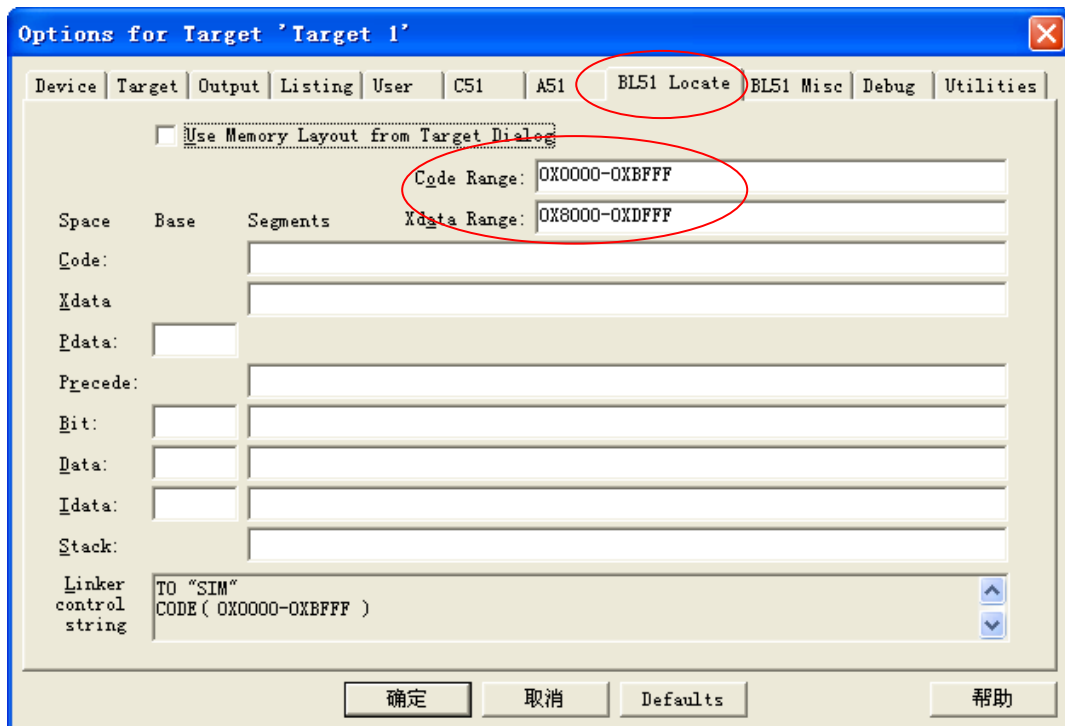 Options for Target 'Target 1'
Device Target Output Listing User C51 A51 BL51 Locate BL51 Misc Debug Utilities
Use Memory Layout from Target Dialog
Code Range: 0X0000-0XBFFF
Space Base Segments Xdata Range: 0X8000-0XDFFF
Code:
Xdata
Pdata:
Precede:
Bit:
Data:
Idata:
Stack:
Linker control string
TO "SIM"
CODE( 0X0000-0XBFFF )
确定 取消 Defaults 帮助